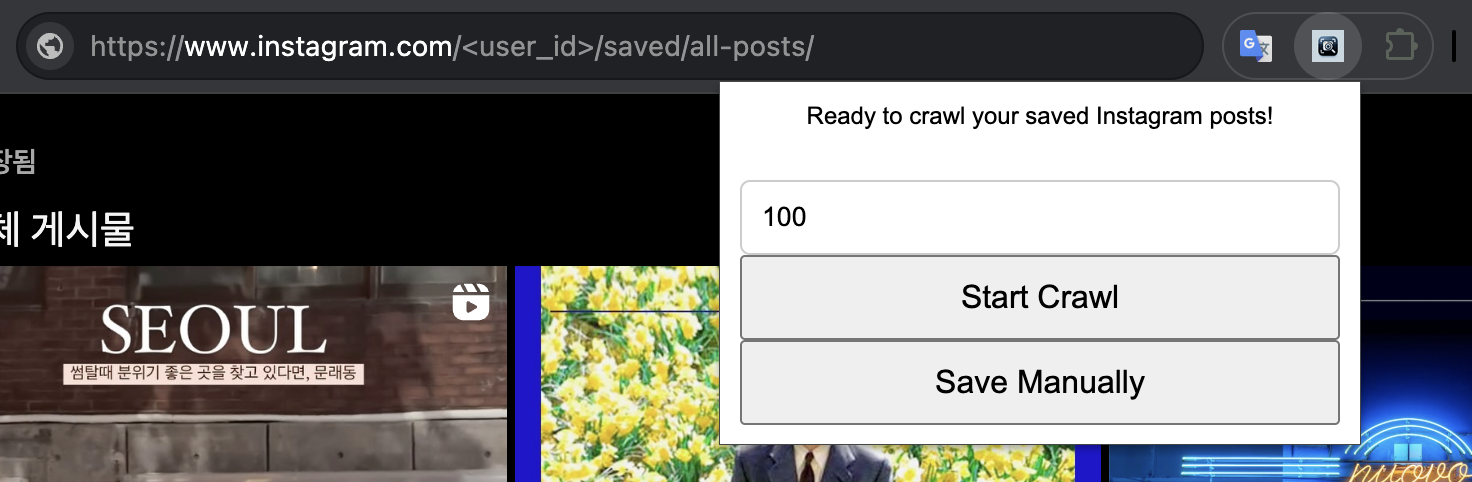 https://www.instagram.com/<user_id>/saved/all-posts/
Ready to crawl your saved Instagram posts!
장됨
체 게시물
100
Start Crawl
Save Manually
SEOUL
썸탈때 분위기 좋은 곳을 찾고 있다면, 문래동
nuovo